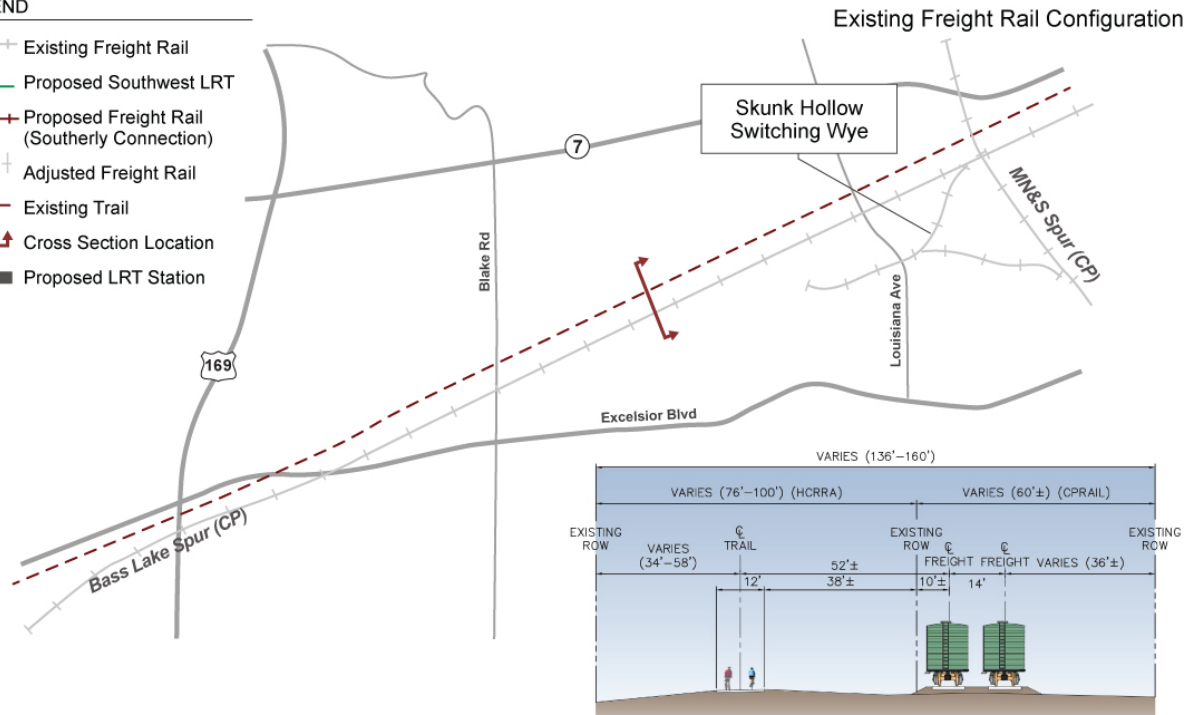 END
Existing Freight Rail Configuration
Existing Freight Rail
Proposed Southwest LRT
Proposed Freight Rail
(Southerly Connection)
Adjusted Freight Rail
Existing Trail
Cross Section Location
Proposed LRT Station
Skunk Hollow
Switching Wye
7
MN&S Spur (CP)
Blake Rd
Louisiana Ave
169
Excelsior Blvd
Bass Lake Spur (CP)
VARIES (136'-160')
VARIES (76'-100') (HCRRA)
VARIES (60'±) (CPRAIL)
EXISTING
ROW
VARIES
(34'-58')
℄
TRAIL
EXISTING
ROW
℄
FREIGHT
℄
FREIGHT
EXISTING
ROW
VARIES (36'±)
52'±
12'
38'±
10'±
14'